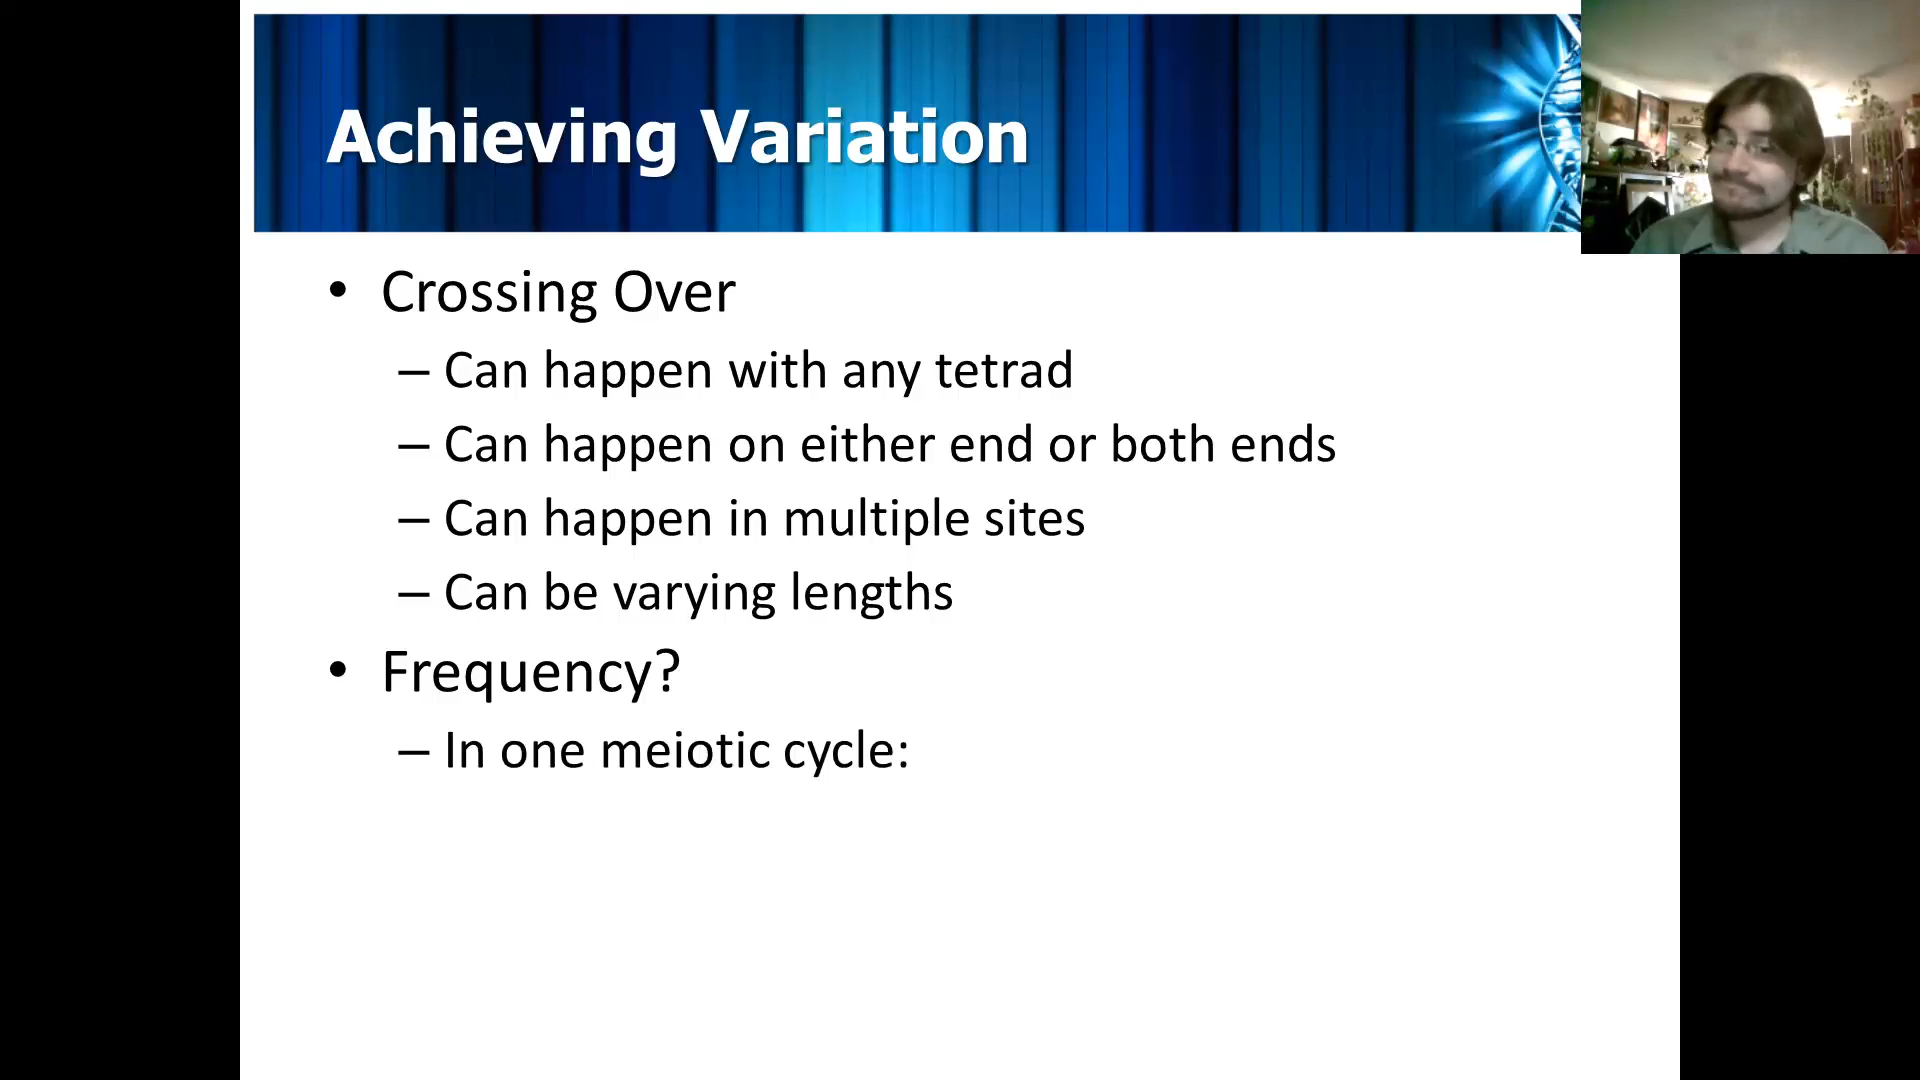 Achieving Variation
• Crossing Over
– Can happen with any tetrad
– Can happen on either end or both ends
– Can happen in multiple sites
– Can be varying lengths
• Frequency?
– In one meiotic cycle: